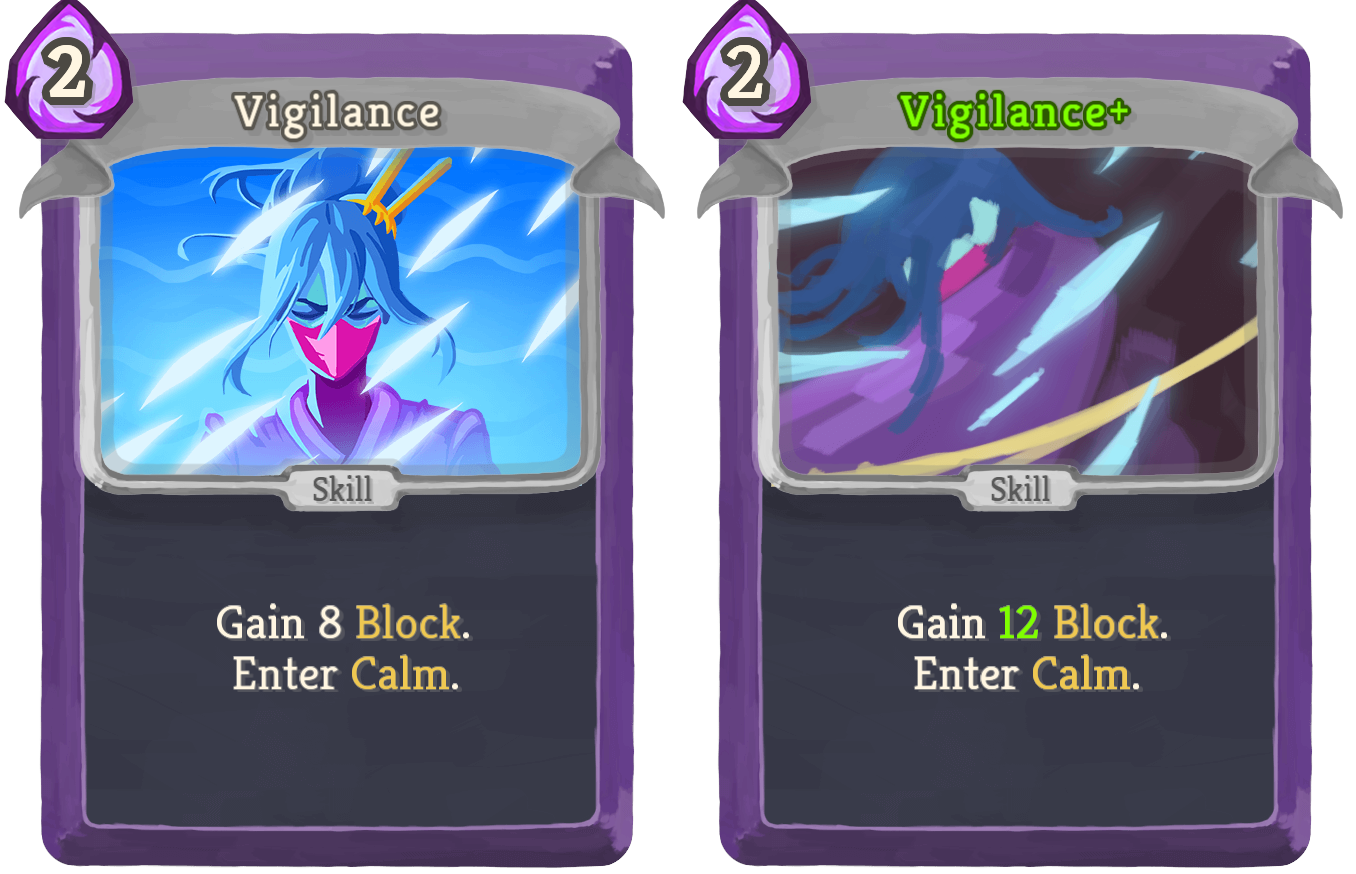 2
Vigilance
Skill
Gain 8 Block.
Enter Calm.
2
Vigilance+
Skill
Gain 12 Block.
Enter Calm.